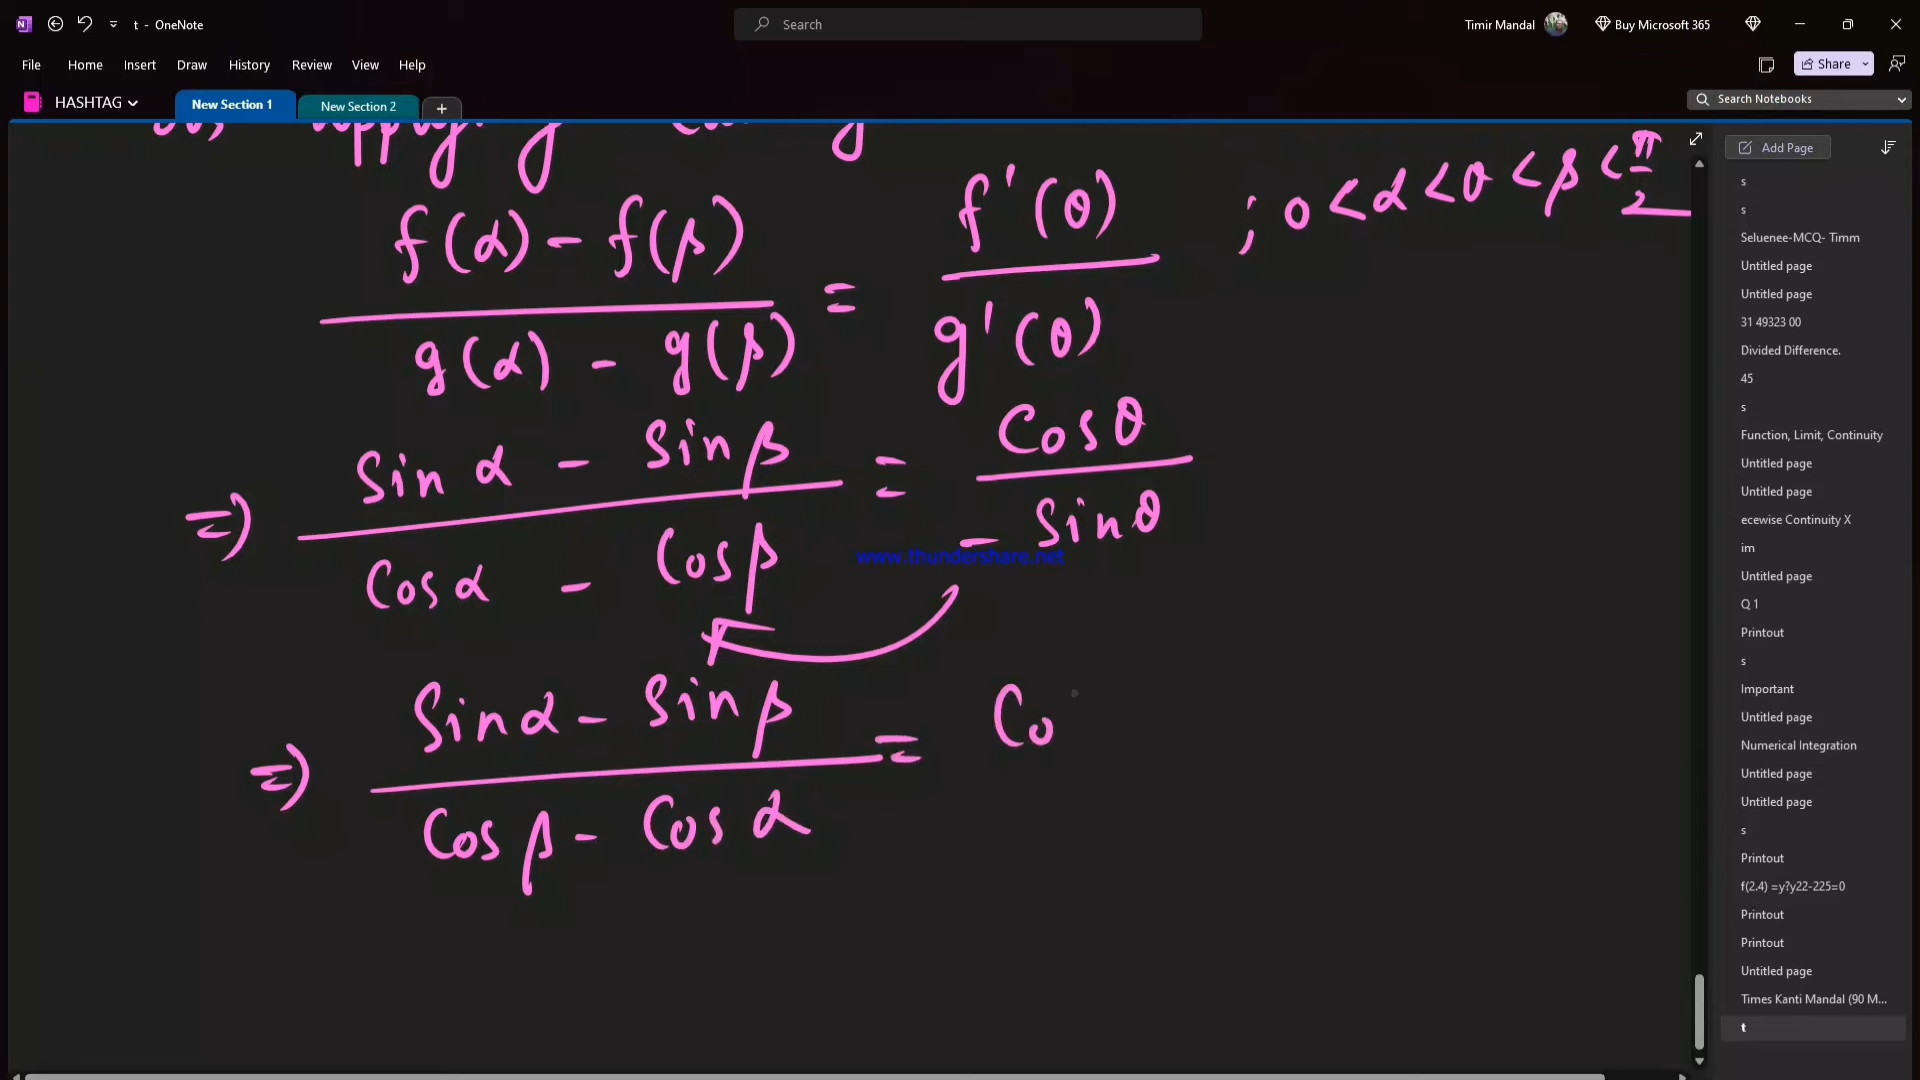 t - OneNote
Search
Timir Mandal
Buy Microsoft 365
File Home Insert Draw History Review View Help
Share
HASHTAG
New Section 1
New Section 2
+
Search Notebooks
Add Page
; 0 < α < θ < β < π/2
f(α) - f(β) / g(α) - g(β) = f'(θ) / g'(θ)
⇒) Sin α - Sin β / Cos α - Cos β = Cos θ / - Sin θ
www.thundershare.net
⇒) Sin α - Sin β / Cos β - Cos α = Co
s
s
Seluenee-MCQ- Timm
Untitled page
Untitled page
31 49323 00
Divided Difference.
45
s
Function, Limit, Continuity
Untitled page
Untitled page
ecewise Continuity X
im
Untitled page
Q 1
Printout
s
Important
Untitled page
Numerical Integration
Untitled page
Untitled page
s
Printout
f(2.4) =y?y22-225=0
Printout
Printout
Untitled page
Times Kanti Mandal (90 M...
t